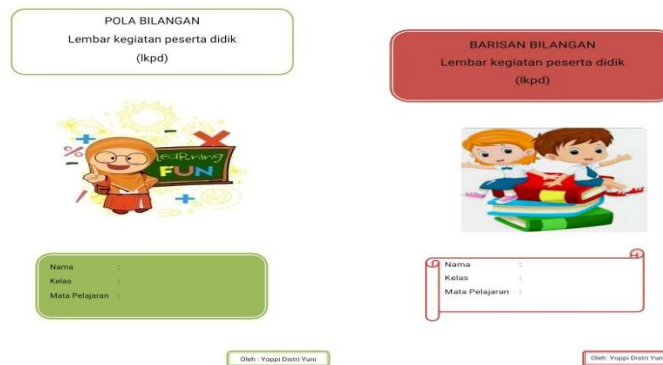 POLA BILANGAN
Lembar kegiatan peserta didik
(lkpd)
Learning
FUN
Nama :
Kelas :
Mata Pelajaran :
Oleh : Yoppi Distri Yuni
BARISAN BILANGAN
Lembar kegiatan peserta didik
(lkpd)
Nama :
Kelas :
Mata Pelajaran :
Oleh: Yoppi Distri Yuni